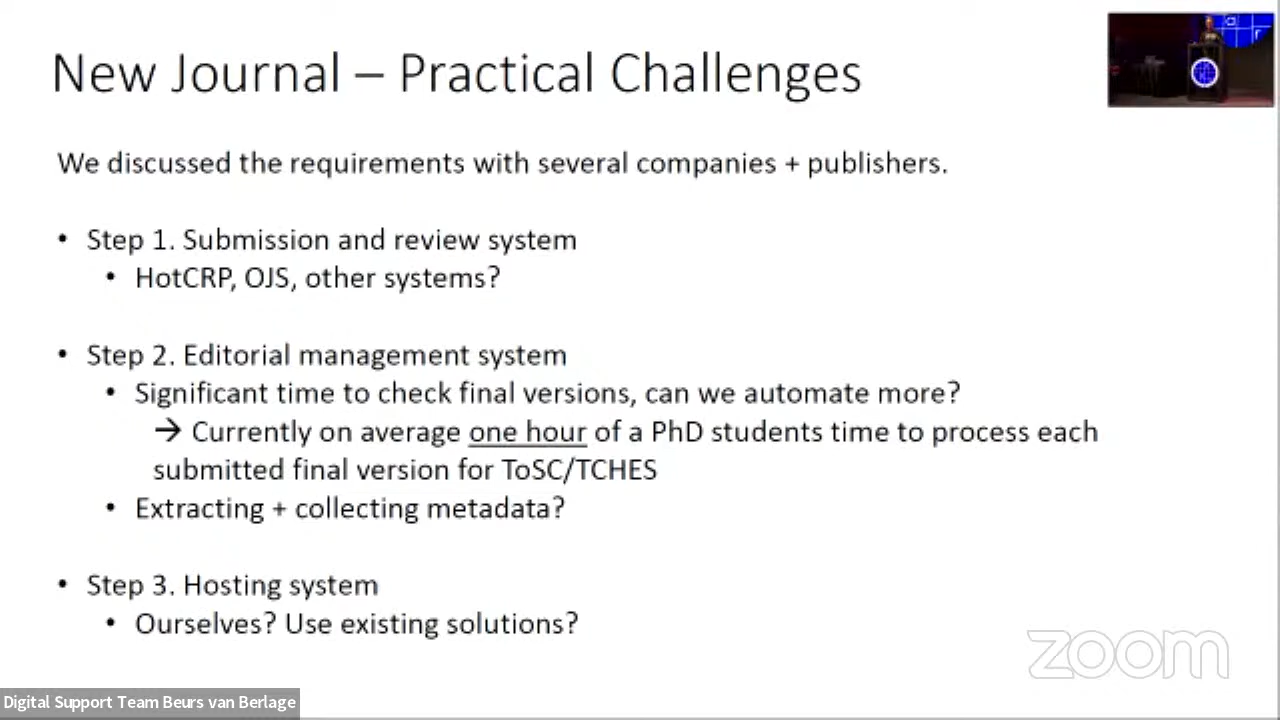 New Journal – Practical Challenges
We discussed the requirements with several companies + publishers.
• Step 1. Submission and review system
• HotCRP, OJS, other systems?
• Step 2. Editorial management system
• Significant time to check final versions, can we automate more?
→ Currently on average one hour of a PhD students time to process each
submitted final version for ToSC/TCHES
• Extracting + collecting metadata?
• Step 3. Hosting system
• Ourselves? Use existing solutions?
zoom
Digital Support Team Beurs van Berlage